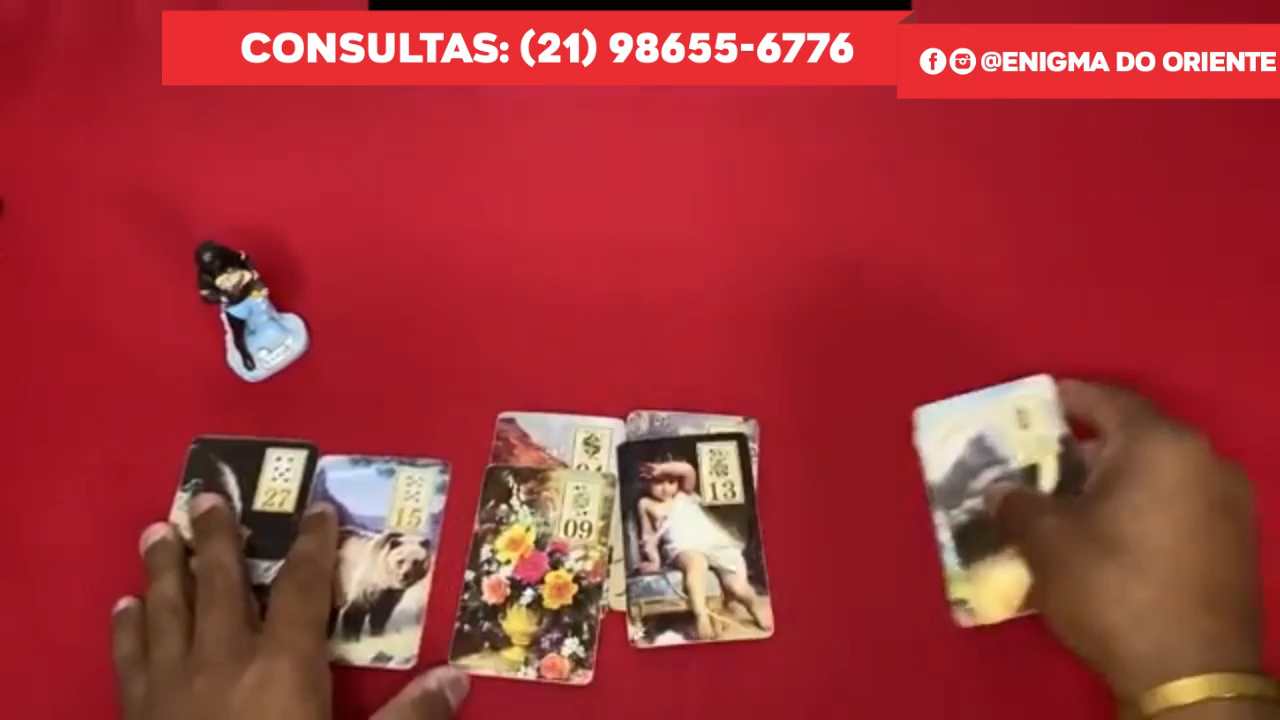 CONSULTAS: (21) 98655-6776
@ENIGMA DO ORIENTE
27
15
09
13